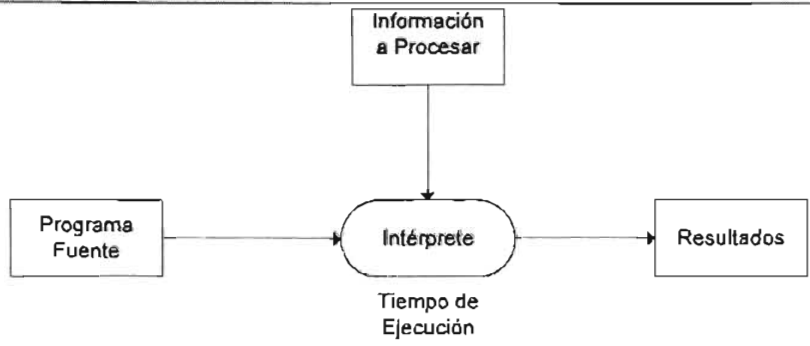 Información
a Procesar
Programa
Fuente
Intérprete
Resultados
Tiempo de
Ejecución